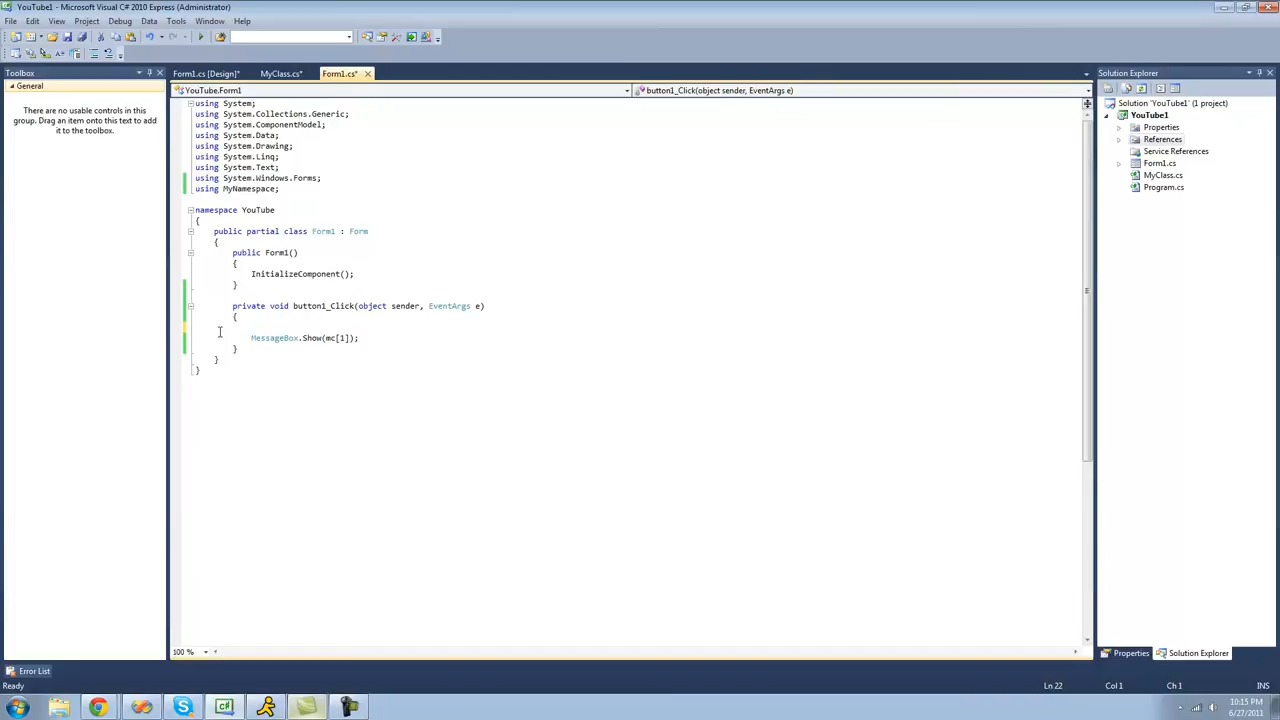 YouTube1 - Microsoft Visual C# 2010 Express (Administrator)
File Edit View Project Debug Data Tools Window Help
Toolbox
Form1.cs [Design]* MyClass.cs* Form1.cs*
Solution Explorer
General
YouTube.Form1
button1_Click(object sender, EventArgs e)
There are no usable controls in this
group. Drag an item onto this text to add
it to the toolbox.
using System;
using System.Collections.Generic;
using System.ComponentModel;
using System.Data;
using System.Drawing;
using System.Linq;
using System.Text;
using System.Windows.Forms;
using MyNamespace;
namespace YouTube
{
public partial class Form1 : Form
{
public Form1()
{
InitializeComponent();
}
private void button1_Click(object sender, EventArgs e)
{
MessageBox.Show(mc[1]);
}
}
}
Solution 'YouTube1' (1 project)
YouTube1
Properties
References
Service References
Form1.cs
MyClass.cs
Program.cs
100 %
Properties Solution Explorer
Error List
Ready
Ln 22 Col 1 Ch 1 INS
10:15 PM
6/27/2011